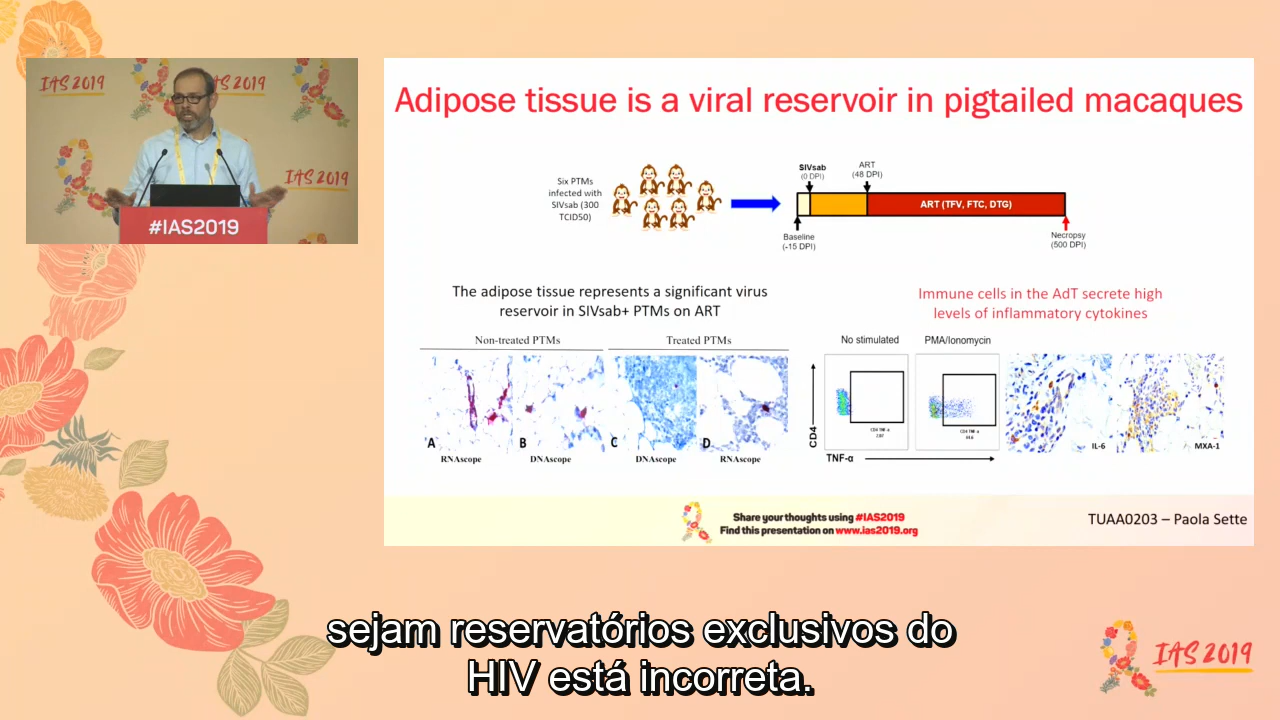 IAS 2019
IAS 2019
IAS 2019
#IAS2019
Adipose tissue is a viral reservoir in pigtailed macaques
Six PTMs
infected with
SIVsab (300
TCID50)
SIVsab
(0 DPI)
ART
(48 DPI)
ART (TFV, FTC, DTG)
Baseline
(-15 DPI)
Necropsy
(500 DPI)
The adipose tissue represents a significant virus
reservoir in SIVsab+ PTMs on ART
Non-treated PTMs
Treated PTMs
A
B
C
D
RNAscope
DNAscope
DNAscope
RNAscope
Immune cells in the AdT secrete high
levels of inflammatory cytokines
No stimulated
PMA/Ionomycin
CD4
TNF-α
IL-6
MXA-1
Share your thoughts using #IAS2019
Find this presentation on www.ias2019.org
TUAA0203 – Paola Sette
sejam reservatórios exclusivos do
HIV está incorreta.
IAS 2019